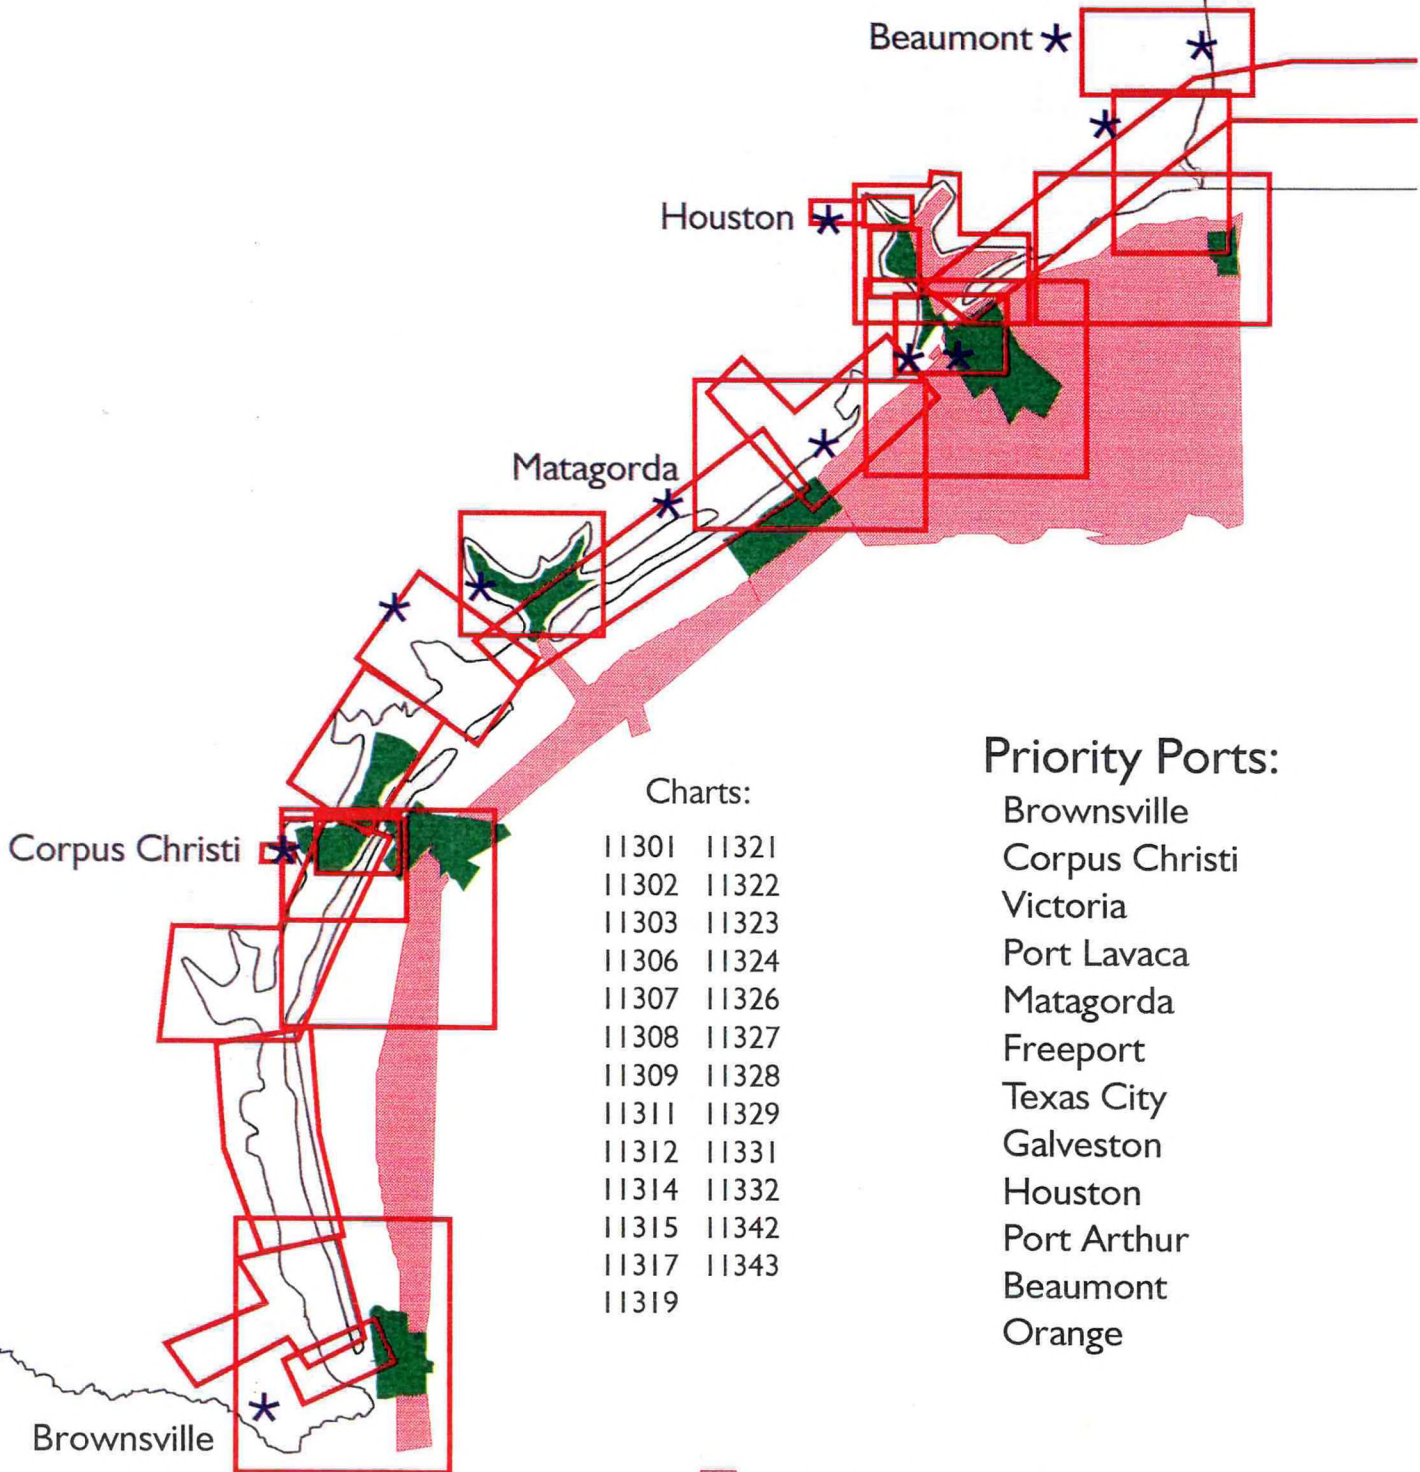 Beaumont
Houston
Matagorda
Corpus Christi
Brownsville
Charts:
11301 11321
11302 11322
11303 11323
11306 11324
11307 11326
11308 11327
11309 11328
11311 11329
11312 11331
11314 11332
11315 11342
11317 11343
11319
Priority Ports:
Brownsville
Corpus Christi
Victoria
Port Lavaca
Matagorda
Freeport
Texas City
Galveston
Houston
Port Arthur
Beaumont
Orange